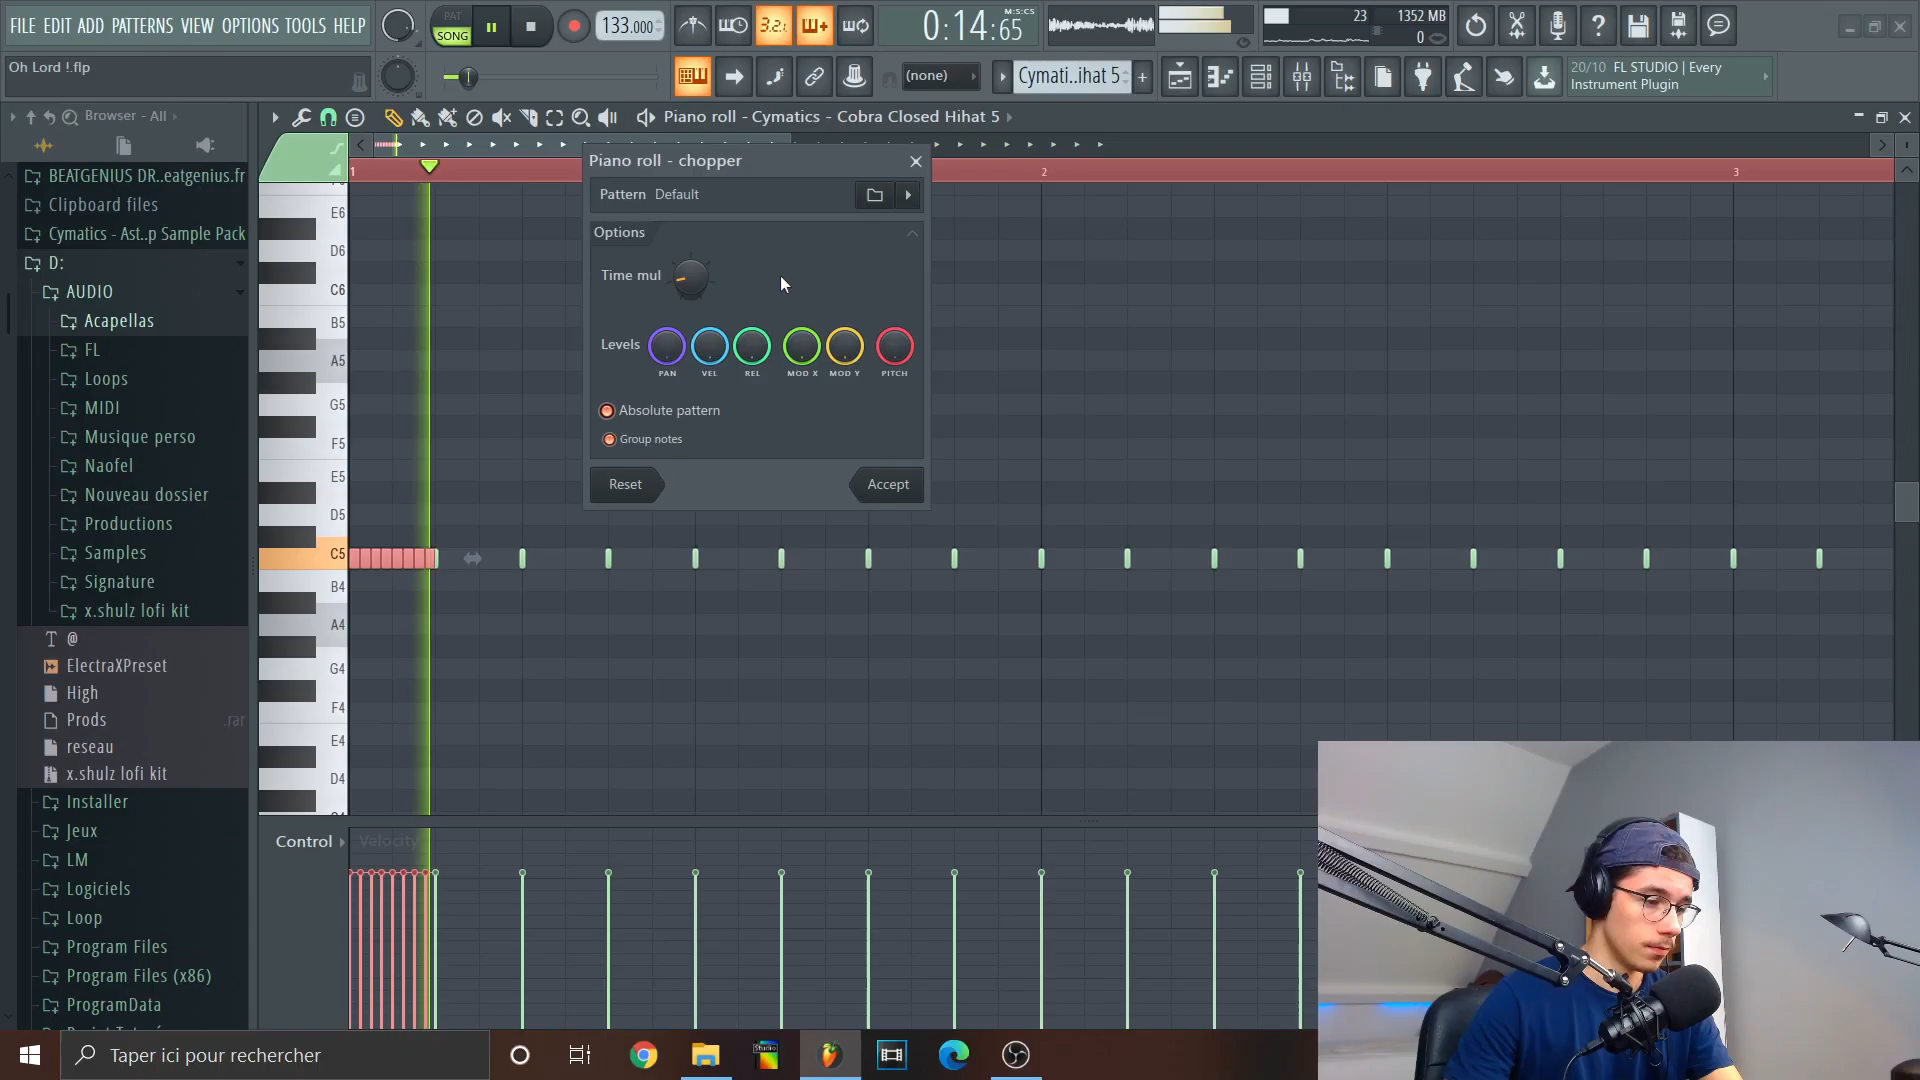 FILE EDIT ADD PATTERNS VIEW OPTIONS TOOLS HELP
PAT
SONG
133.000
3.2.
0:14:65
M:S:CS
23
1352 MB
0
Oh Lord !.flp
(none)
Cymati..ihat 5
20/10 FL STUDIO | Every
Instrument Plugin
Browser - All
Piano roll - Cymatics - Cobra Closed Hihat 5
BEATGENIUS DR..eatgenius.fr
Clipboard files
Cymatics - Ast..p Sample Pack
D:
AUDIO
Acapellas
FL
Loops
MIDI
Musique perso
Naofel
Nouveau dossier
Productions
Samples
Signature
x.shulz lofi kit
@
ElectraXPreset
High
Prods
.rar
reseau
x.shulz lofi kit
Installer
Jeux
LM
Logiciels
Loop
Program Files
Program Files (x86)
ProgramData
1
2
3
E6
D6
C6
B5
A5
G5
F5
E5
D5
C5
B4
A4
G4
F4
E4
D4
Piano roll - chopper
Pattern Default
Options
Time mul
Levels
PAN
VEL
REL
MOD X
MOD Y
PITCH
Absolute pattern
Group notes
Reset
Accept
Control
Velocity
Taper ici pour rechercher
Studio